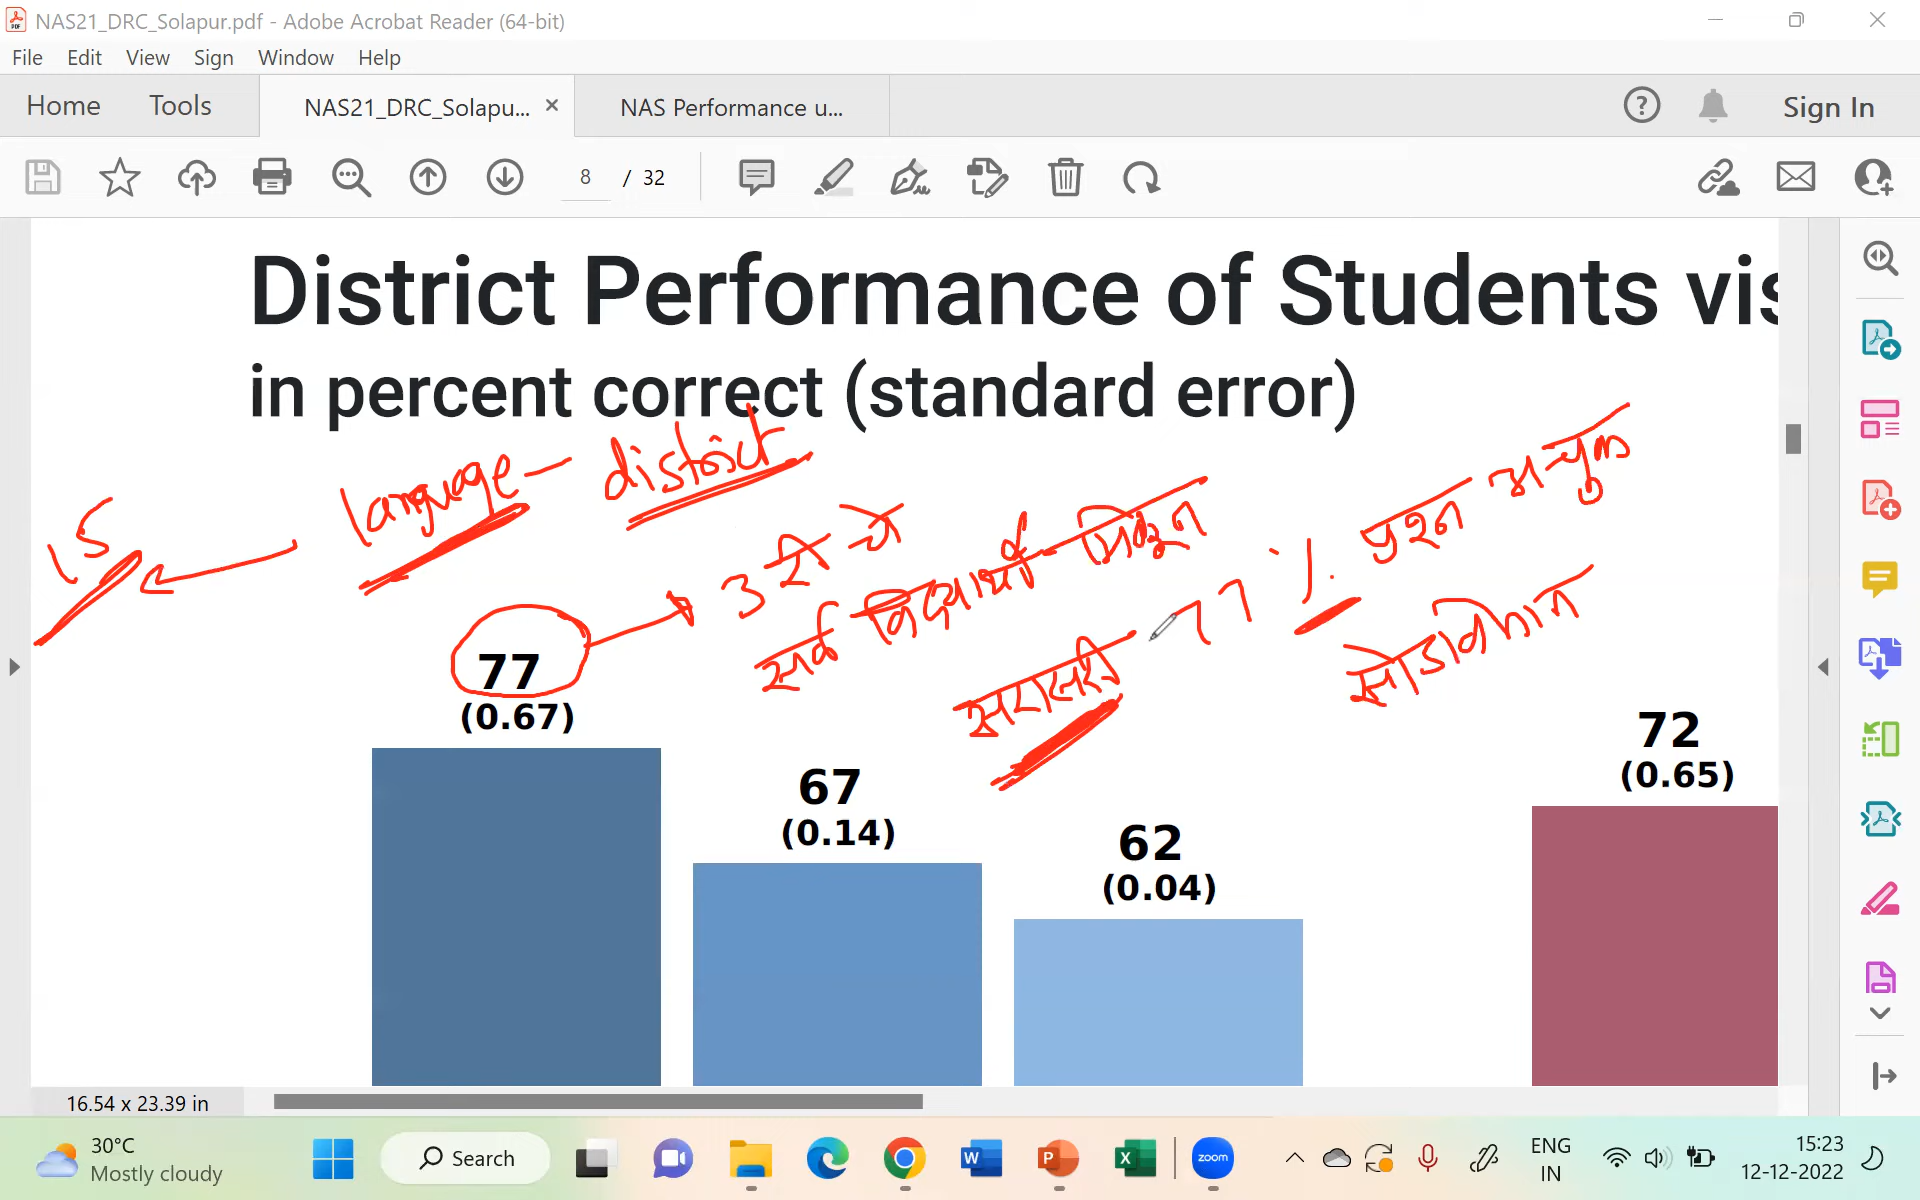 NAS21_DRC_Solapur.pdf - Adobe Acrobat Reader (64-bit)
File Edit View Sign Window Help
Home Tools NAS21_DRC_Solapu... × NAS Performance u... Sign In
8 / 32
District Performance of Students vis
in percent correct (standard error)
language - district
15
इ 3 री च
सर्व विद्यार्थी मिळून
सरासरी 77 %. प्रश्न अचूक
सोडवितात
77
(0.67)
67
(0.14)
62
(0.04)
72
(0.65)
16.54 x 23.39 in
30°C
Mostly cloudy
Search
zoom
ENG
IN
15:23
12-12-2022